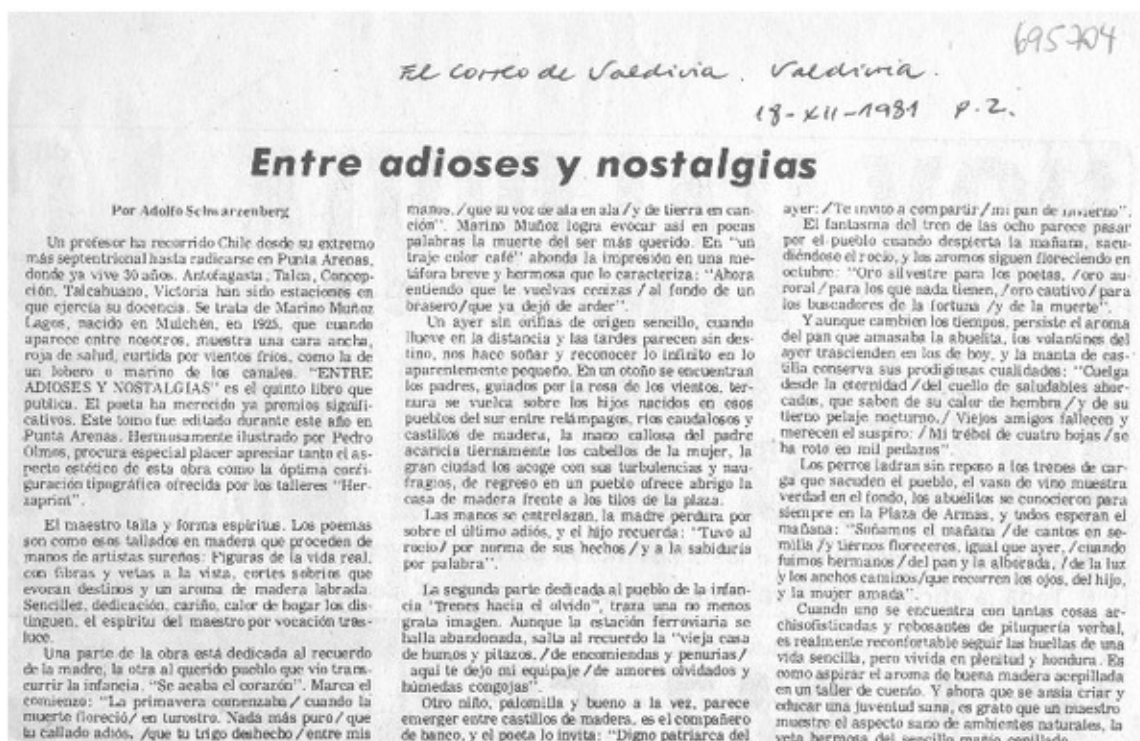 695704
El Correo de Valdivia. Valdivia.
18-XII-1981 p.2.
Entre adioses y nostalgias
Por Adolfo Schwarzenberg
Un profesor ha recorrido Chile desde su extremo
más septentrional hasta radicarse en Punta Arenas,
donde ya vive 30 años. Antofagasta, Talca, Concep-
ción, Talcahuano, Victoria han sido estaciones en
que ejercía su docencia. Se trata de Marino Muñoz
Lagos, nacido en Mulchén, en 1925, que cuando
aparece entre nosotros, muestra una cara ancha,
roja de salud, curtida por vientos fríos, como la de
un lobero o marino de los canales. "ENTRE
ADIOSES Y NOSTALGIAS" es el quinto libro que
publica. El poeta ha merecido ya premios signifi-
cativos. Este tomo fue editado durante este año en
Punta Arenas. Hermosamente ilustrado por Pedro
Olmos, procura especial placer apreciar tanto el as-
pecto estético de esta obra como la óptima confi-
guración tipográfica ofrecida por los talleres "Her-
zaprint".
El maestro talla y forma espíritus. Los poemas
son como esos tallados en madera que proceden de
manos de artistas sureños: Figuras de la vida real,
con fibras y vetas a la vista, cortes sobrios que
evocan destinos y un aroma de madera labrada.
Sencillez, dedicación, cariño, calor de hogar los dis-
tinguen, el espíritu del maestro por vocación tras-
luce.
Una parte de la obra está dedicada al recuerdo
de la madre, la otra al querido pueblo que vio trans-
currir la infancia. "Se acaba el corazón". Marca el
comienzo: "La primavera comenzaba / cuando la
muerte floreció/ en tu rostro. Nada más puro / que
tu callado adiós, /que tu trigo deshecho / entre mis
manos, / que su voz de ala en ala / y de tierra en can-
ción". Marino Muñoz logra evocar así en pocas
palabras la muerte del ser más querido. En "un
traje color café" ahonda la impresión en una me-
táfora breve y hermosa que lo caracteriza: "Ahora
entiendo que te vuelvas cenizas / al fondo de un
brasero/que ya dejó de arder".
Un ayer sin orillas de origen sencillo, cuando
llueve en la distancia y las tardes parecen sin des-
tino, nos hace soñar y reconocer lo infinito en lo
aparentemente pequeño. En un otoño se encuentran
los padres, guiados por la rosa de los vientos, ter-
nura se vuelca sobre los hijos nacidos en esos
pueblos del sur entre relámpagos, ríos caudalosos y
castillos de madera, la mano callosa del padre
acaricia tiernamente los cabellos de la mujer, la
gran ciudad los acoge con sus turbulencias y nau-
fragios, de regreso en un pueblo ofrece abrigo la
casa de madera frente a los tilos de la plaza.
Las manos se entrelazan, la madre perdura por
sobre el último adiós, y el hijo recuerda: "Tuvo al
rocío/ por norma de sus hechos / y a la sabiduría
por palabra".
La segunda parte dedicada al pueblo de la infan-
cia "Trenes hacia el olvido", traza una no menos
grata imagen. Aunque la estación ferroviaria se
halla abandonada, salta al recuerdo la "vieja casa
de humos y pitazos, / de encomiendas y penurias/
aquí te dejo mi equipaje / de amores olvidados y
húmedas congojas".
Otro niño, palomilla y bueno a la vez, parece
emerger entre castillos de madera, es el compañero
de banco, y el poeta lo invita: "Digno patriarca del
ayer: / Te invito a compartir / mi pan de invierno".
El fantasma del tren de las ocho parece pasar
por el pueblo cuando despierta la mañana, sacu-
diéndose el rocío, y los aromos siguen floreciendo en
octubre: "Oro silvestre para los poetas, / oro au-
roral / para los que nada tienen, / oro cautivo / para
los buscadores de la fortuna / y de la muerte".
Y aunque cambien los tiempos, persiste el aroma
del pan que amasaba la abuelita, los volantines del
ayer trascienden en los de hoy, y la manta de cas-
tilla conserva sus prodigiosas cualidades: "Cuelga
desde la eternidad / del cuello de saludables ahor-
cados, que saben de su calor de hembra / y de su
tierno pelaje nocturno. / Viejos amigos fallecen y
merecen el suspiro: / Mi trébol de cuatro hojas / se
ha roto en mil pedazos".
Los perros ladran sin reposo a los trenes de car-
ga que sacuden el pueblo, el vaso de vino muestra
verdad en el fondo, los abuelitos se conocieron para
siempre en la Plaza de Armas, y todos esperan el
mañana: "Soñamos el mañana / de cantos en se-
milla / y tiernos floreceres, igual que ayer, / cuando
fuimos hermanos / del pan y la alborada, / de la luz
y los anchos caminos/que recorren los ojos, del hijo,
y la mujer amada".
Cuando uno se encuentra con tantas cosas ar-
chisofisticadas y rebosantes de piluquería verbal,
es realmente reconfortante seguir las huellas de una
vida sencilla, pero vivida en plenitud y hondura. Es
como aspirar el aroma de buena madera acepillada
en un taller de cuento. Y ahora que se ansía criar y
educar una juventud sana, es grato que un maestro
muestre el aspecto sano de ambientes naturales, la
veta hermosa del sencillo mañío cepillado.